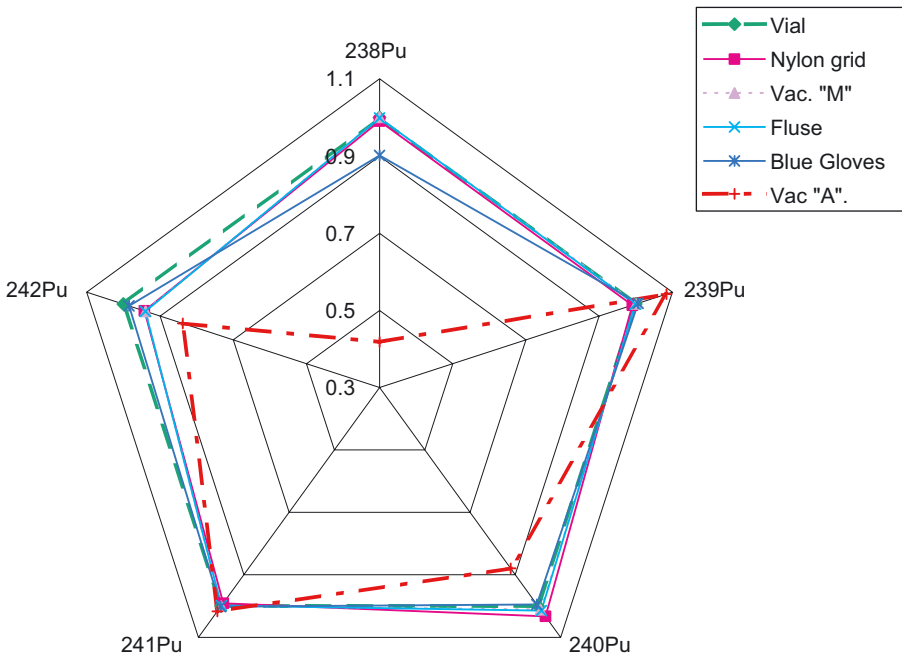 Vial
Nylon grid
Vac. "M"
Fluse
Blue Gloves
Vac "A".
238Pu
1.1
0.9
0.7
0.5
0.3
242Pu
239Pu
241Pu
240Pu